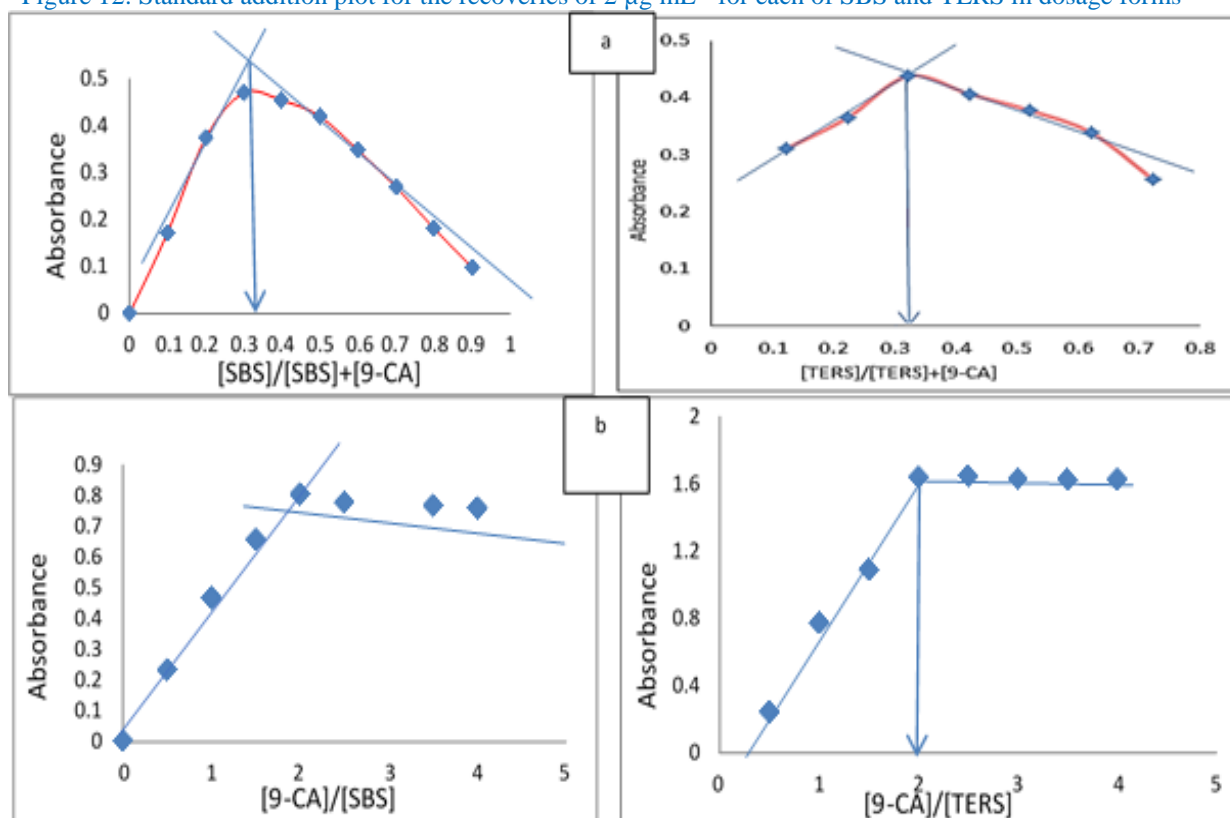 Figure 12: Standard addition plot for the recoveries of 2 µg mL⁻¹ for each of SBS and TERS in dosage forms
a
Absorbance
0.5
0.4
0.3
0.2
0.1
0
0 0.1 0.2 0.3 0.4 0.5 0.6 0.7 0.8 0.9 1
[SBS]/[SBS]+[9-CA]
Absorbance
0.5
0.4
0.3
0.2
0.1
0
0 0.1 0.2 0.3 0.4 0.5 0.6 0.7 0.8
[TERS]/[TERS]+[9-CA]
b
Absorbance
0.9
0.8
0.7
0.6
0.5
0.4
0.3
0.2
0.1
0
0 1 2 3 4 5
[9-CA]/[SBS]
Absorbance
2
1.6
1.2
0.8
0.4
0
0 1 2 3 4 5
[9-CA]/[TERS]